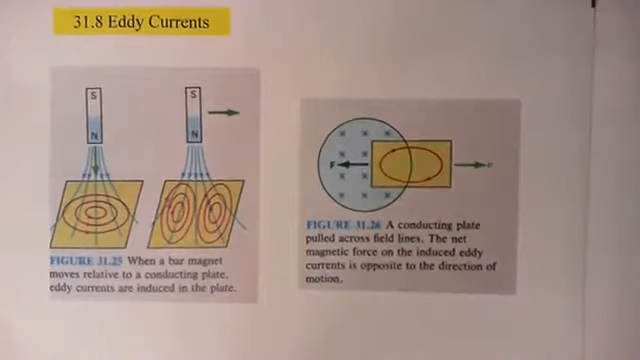 31.8 Eddy Currents
S
N
S
N
FIGURE 31.25 When a bar magnet
moves relative to a conducting plate,
eddy currents are induced in the plate.
F
v
FIGURE 31.26 A conducting plate
pulled across field lines. The net
magnetic force on the induced eddy
currents is opposite to the direction of
motion.